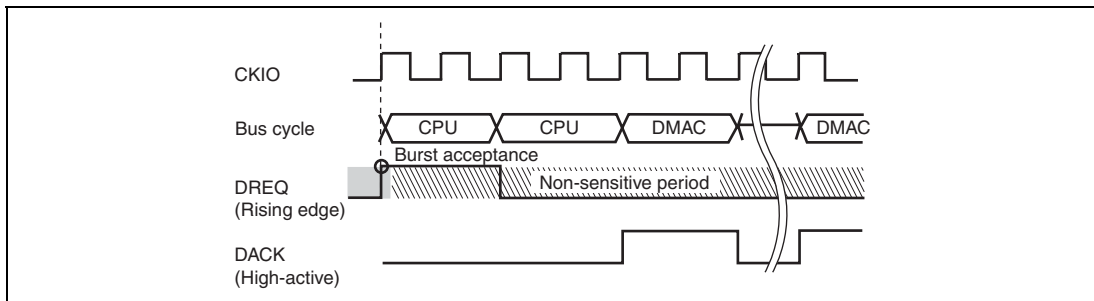 CKIO
Bus cycle
CPU
CPU
DMAC
DMAC
Burst acceptance
DREQ
(Rising edge)
Non-sensitive period
DACK
(High-active)